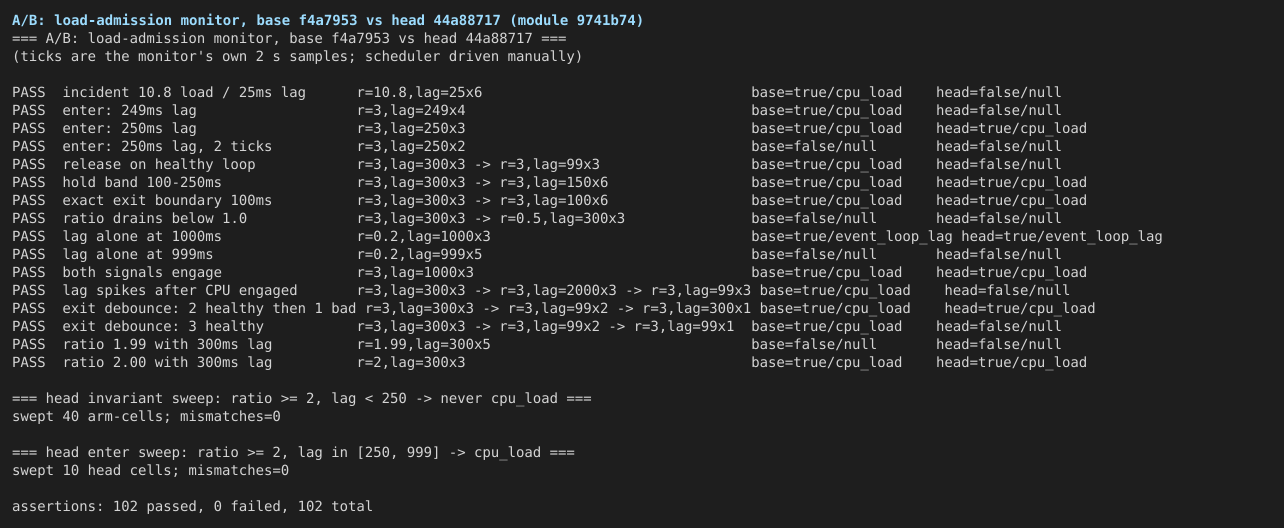 A/B: load-admission monitor, base f4a7953 vs head 44a88717 (module 9741b74)
=== A/B: load-admission monitor, base f4a7953 vs head 44a88717 ===
(ticks are the monitor's own 2 s samples; scheduler driven manually)
PASS  incident 10.8 load / 25ms lag      r=10.8,lag=25x6                                base=true/cpu_load    head=false/null
PASS  enter: 249ms lag                   r=3,lag=249x4                                  base=true/cpu_load    head=false/null
PASS  enter: 250ms lag                   r=3,lag=250x3                                  base=true/cpu_load    head=true/cpu_load
PASS  enter: 250ms lag, 2 ticks          r=3,lag=250x2                                  base=false/null       head=false/null
PASS  release on healthy loop            r=3,lag=300x3 -> r=3,lag=99x3                  base=true/cpu_load    head=false/null
PASS  hold band 100-250ms                r=3,lag=300x3 -> r=3,lag=150x6                 base=true/cpu_load    head=true/cpu_load
PASS  exact exit boundary 100ms          r=3,lag=300x3 -> r=3,lag=100x6                 base=true/cpu_load    head=true/cpu_load
PASS  ratio drains below 1.0             r=3,lag=300x3 -> r=0.5,lag=300x3               base=false/null       head=false/null
PASS  lag alone at 1000ms                r=0.2,lag=1000x3                               base=true/event_loop_lag head=true/event_loop_lag
PASS  lag alone at 999ms                 r=0.2,lag=999x5                                base=false/null       head=false/null
PASS  both signals engage                r=3,lag=1000x3                                 base=true/cpu_load    head=true/cpu_load
PASS  lag spikes after CPU engaged       r=3,lag=300x3 -> r=3,lag=2000x3 -> r=3,lag=99x3 base=true/cpu_load    head=false/null
PASS  exit debounce: 2 healthy then 1 bad r=3,lag=300x3 -> r=3,lag=99x2 -> r=3,lag=300x1 base=true/cpu_load    head=true/cpu_load
PASS  exit debounce: 3 healthy           r=3,lag=300x3 -> r=3,lag=99x2 -> r=3,lag=99x1  base=true/cpu_load    head=false/null
PASS  ratio 1.99 with 300ms lag          r=1.99,lag=300x5                               base=false/null       head=false/null
PASS  ratio 2.00 with 300ms lag          r=2,lag=300x3                                  base=true/cpu_load    head=true/cpu_load
=== head invariant sweep: ratio >= 2, lag < 250 -> never cpu_load ===
swept 40 arm-cells; mismatches=0
=== head enter sweep: ratio >= 2, lag in [250, 999] -> cpu_load ===
swept 10 head cells; mismatches=0
assertions: 102 passed, 0 failed, 102 total